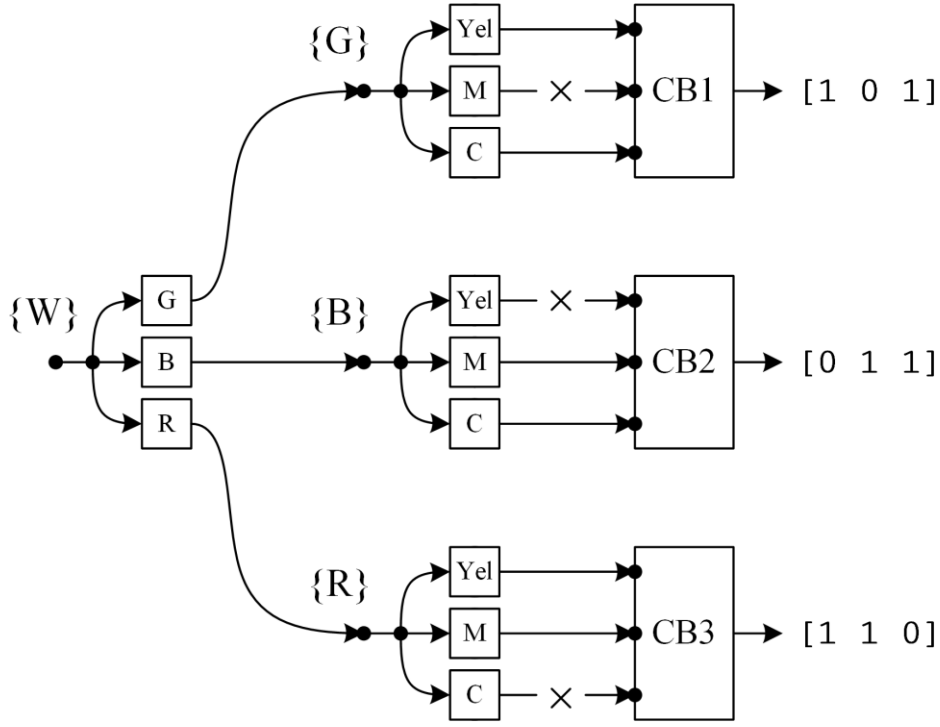 {G}
Yel
M ×
C
CB1
[1 0 1]
{W}
G
B
R
{B}
Yel ×
M
C
CB2
[0 1 1]
{R}
Yel
M
C ×
CB3
[1 1 0]